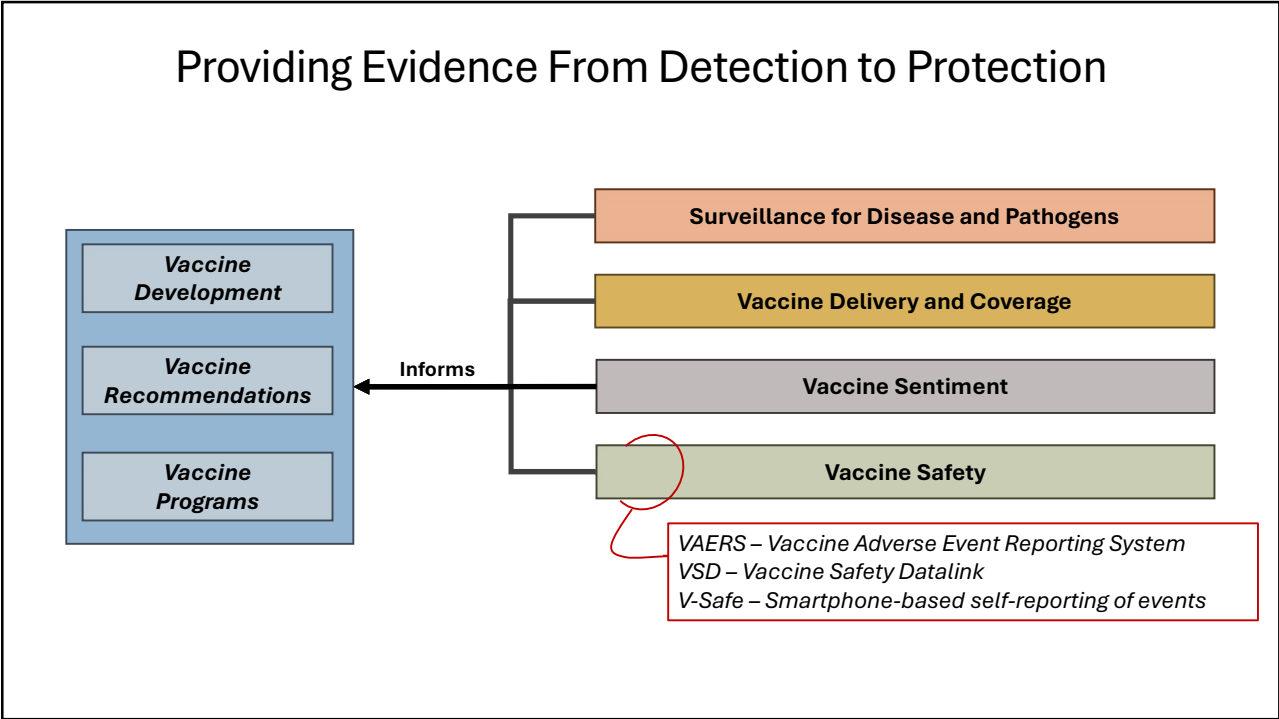 Providing Evidence From Detection to Protection
Vaccine
Development
Vaccine
Recommendations
Vaccine
Programs
Informs
Surveillance for Disease and Pathogens
Vaccine Delivery and Coverage
Vaccine Sentiment
Vaccine Safety
VAERS – Vaccine Adverse Event Reporting System
VSD – Vaccine Safety Datalink
V-Safe – Smartphone-based self-reporting of events